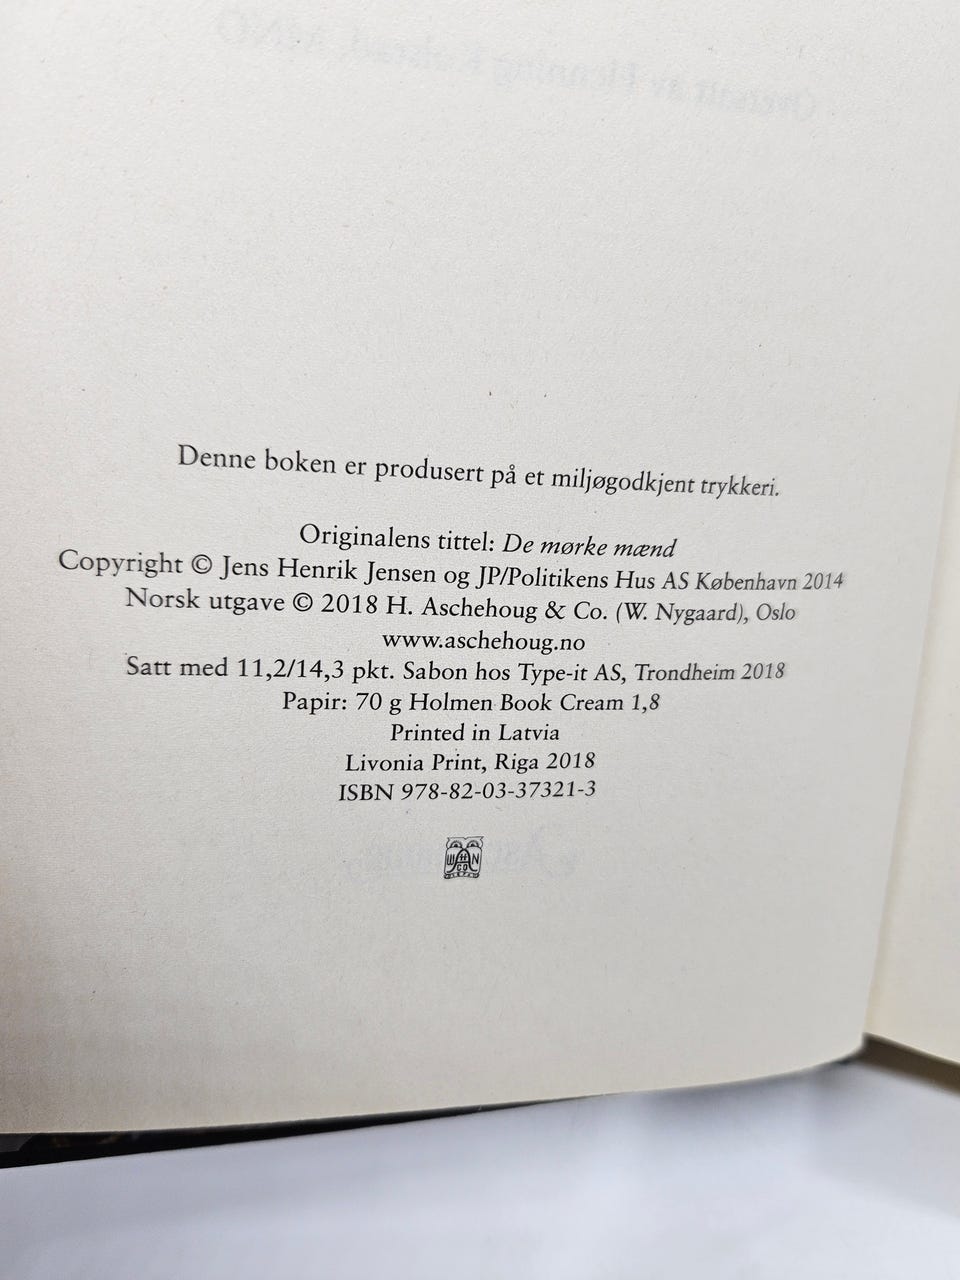 Denne boken er produsert på et miljøgodkjent trykkeri.
Originalens tittel: De mørke mænd
Copyright © Jens Henrik Jensen og JP/Politikens Hus AS København 2014
Norsk utgave © 2018 H. Aschehoug & Co. (W. Nygaard), Oslo
www.aschehoug.no
Satt med 11,2/14,3 pkt. Sabon hos Type-it AS, Trondheim 2018
Papir: 70 g Holmen Book Cream 1,8
Printed in Latvia
Livonia Print, Riga 2018
ISBN 978-82-03-37321-3